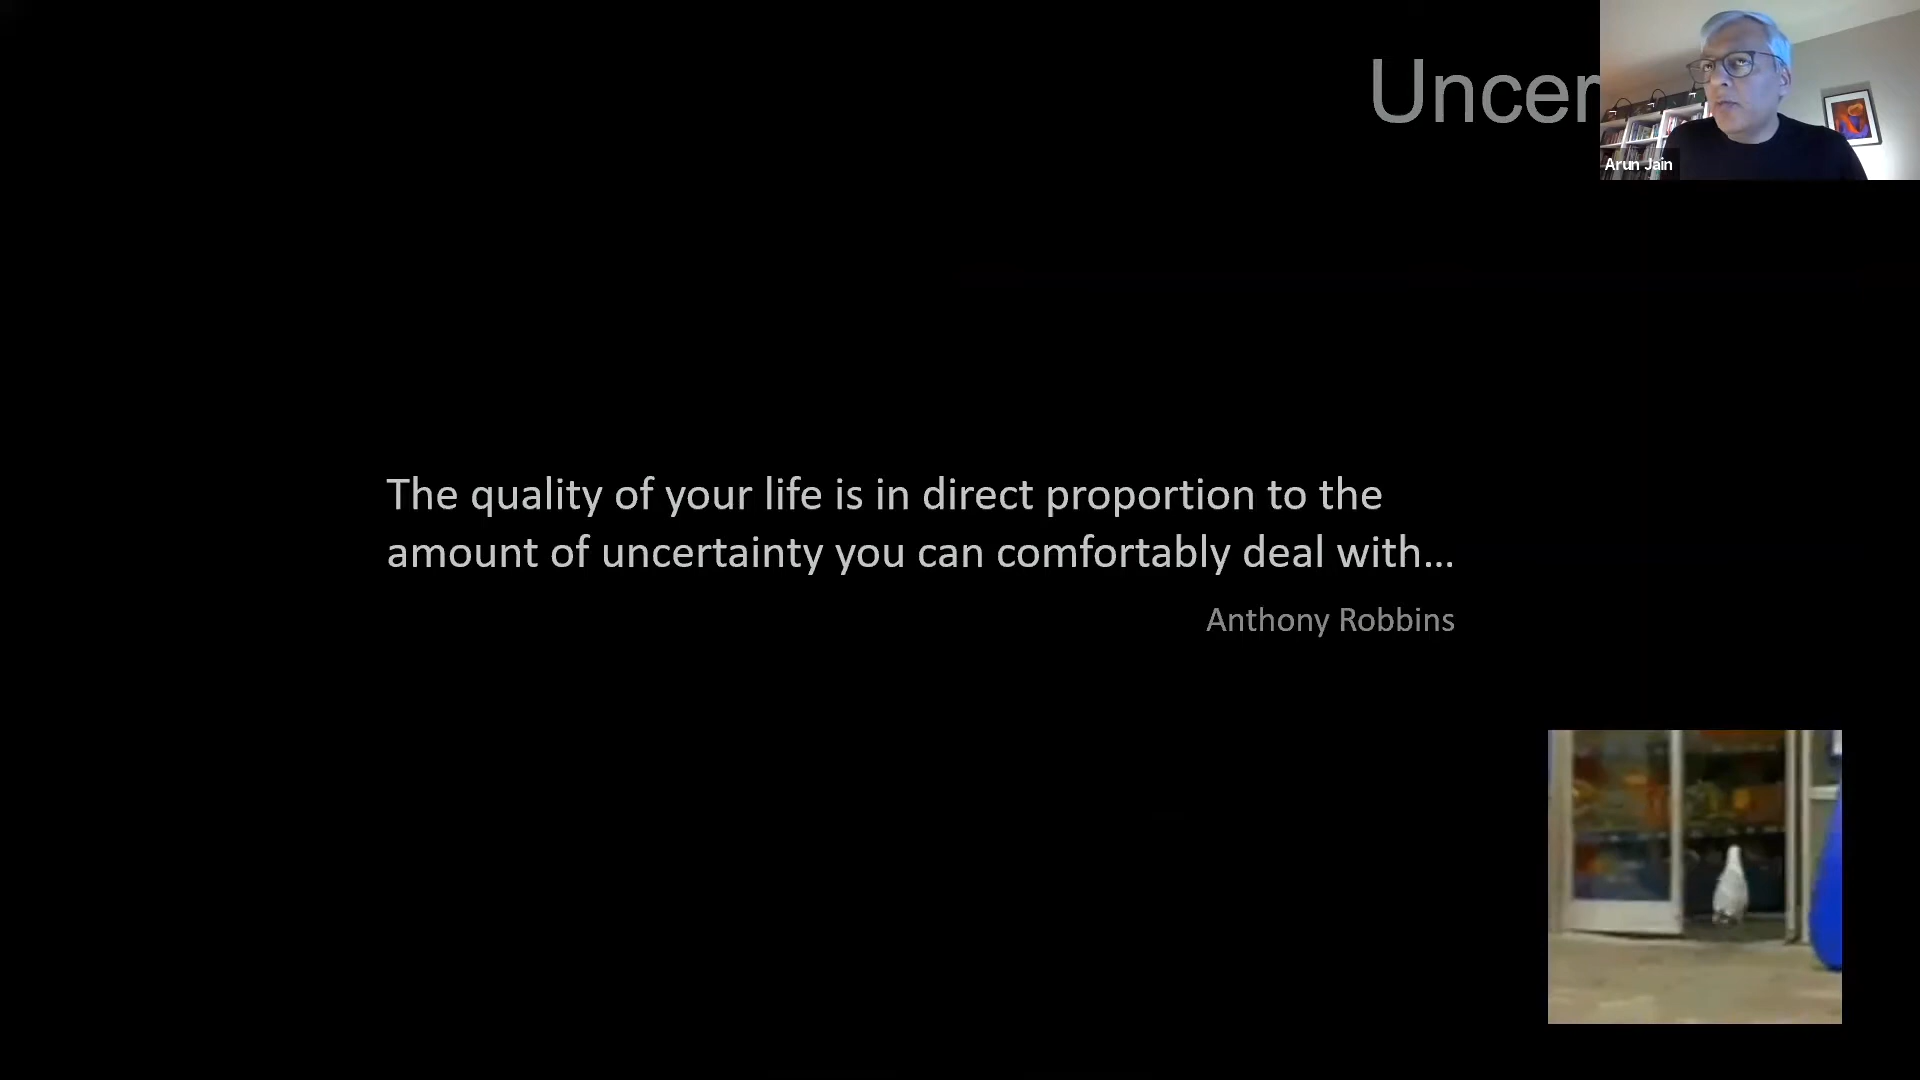 Uncer
Arun Jain
The quality of your life is in direct proportion to the
amount of uncertainty you can comfortably deal with...
Anthony Robbins